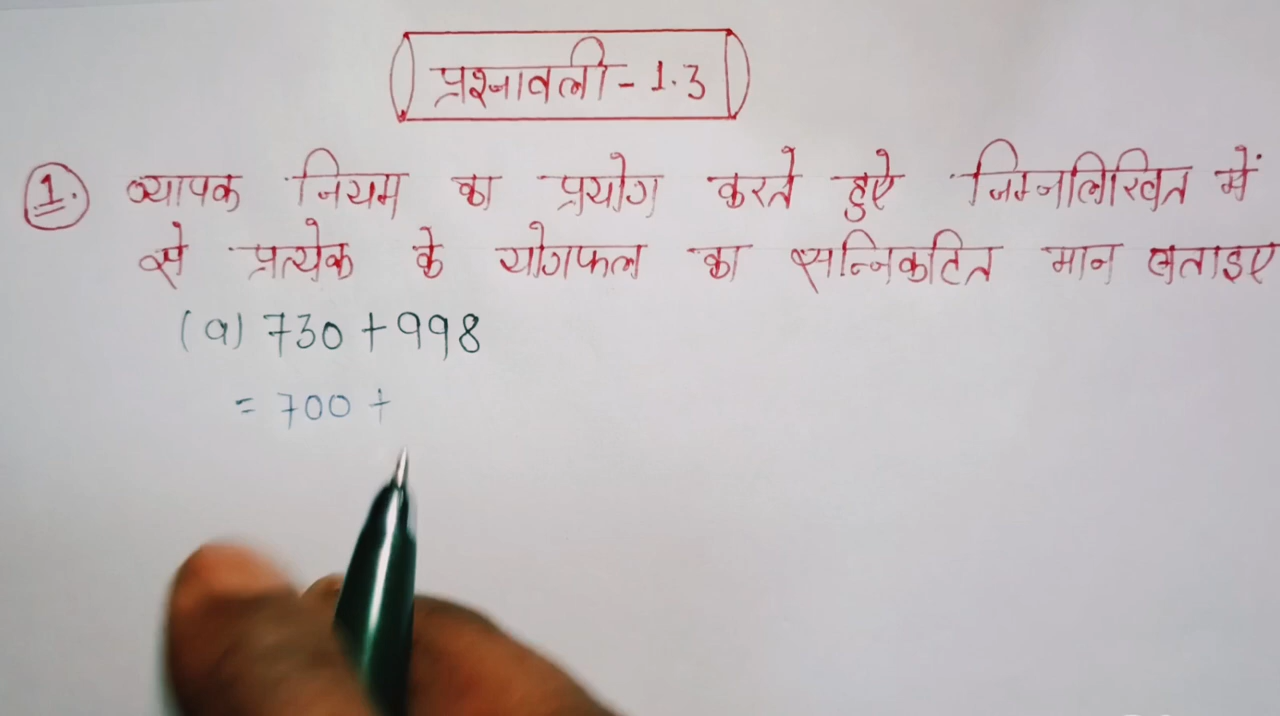 प्रश्नावली - 1.3
1. व्यापक नियम का प्रयोग करते हुऐ निम्नलिखित में
से प्रत्येक के योगफल का सन्निकटित मान बताइए
(a) 730 + 998
= 700 +